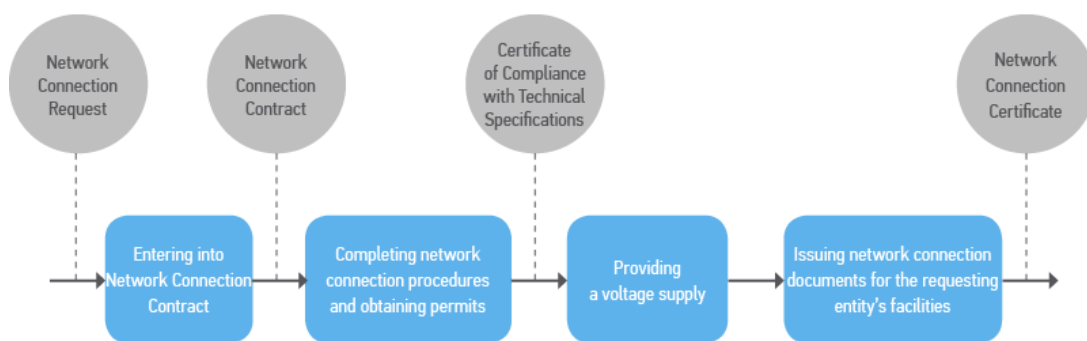 Network
Connection
Request
Network
Connection
Contract
Certificate
of Compliance
with Technical
Specifications
Network
Connection
Certificate
Entering into
Network Connection
Contract
Completing network
connection procedures
and obtaining permits
Providing
a voltage supply
Issuing network connection
documents for the requesting
entity's facilities